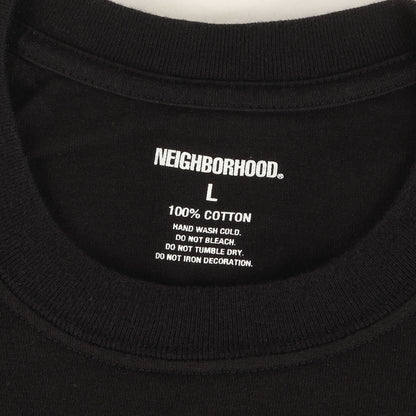 NEIGHBORHOOD®
L
100% COTTON
HAND WASH COLD.
DO NOT BLEACH.
DO NOT TUMBLE DRY.
DO NOT IRON DECORATION.